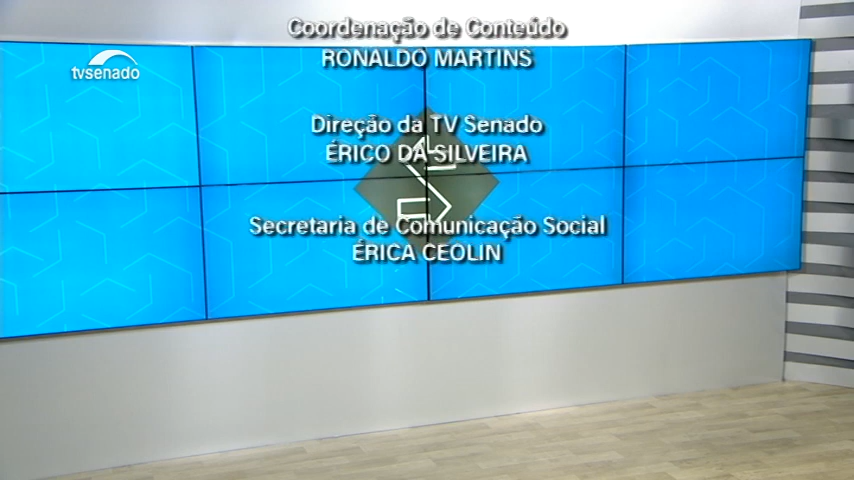 Coordenação de Conteúdo
RONALDO MARTINS
tvsenado
Direção da TV Senado
ÉRICO DA SILVEIRA
Secretaria de Comunicação Social
ÉRICA CEOLIN